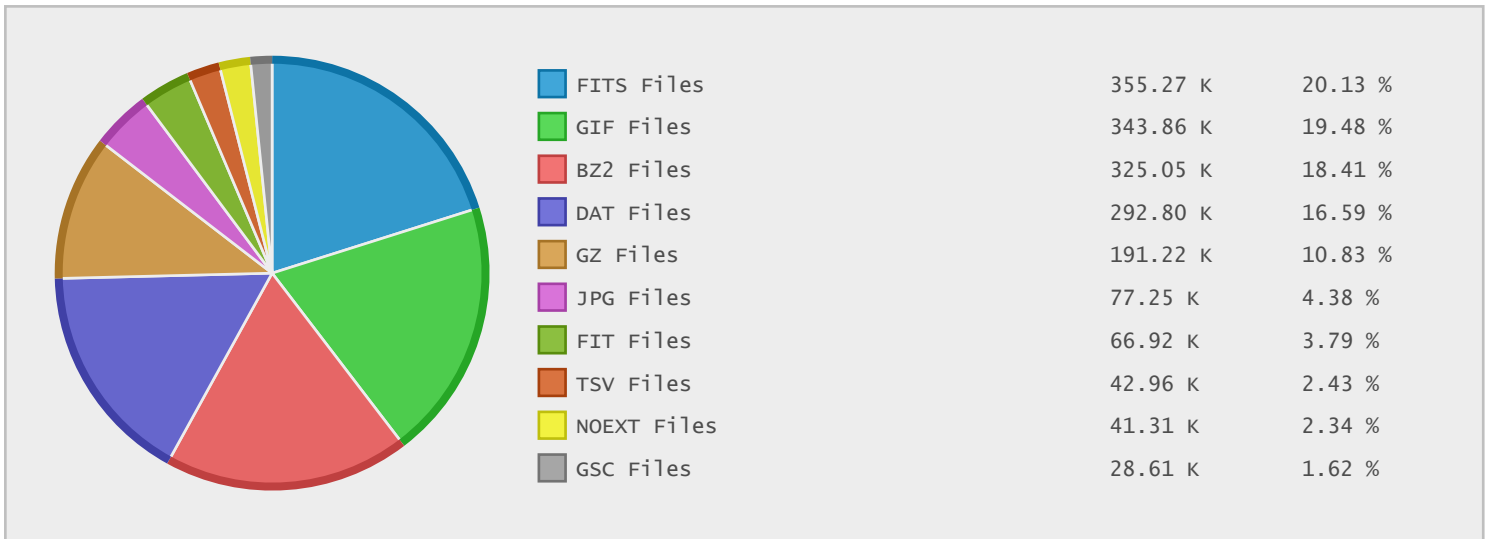 FITS Files 355.27 K 20.13 %
GIF Files 343.86 K 19.48 %
BZ2 Files 325.05 K 18.41 %
DAT Files 292.80 K 16.59 %
GZ Files 191.22 K 10.83 %
JPG Files 77.25 K 4.38 %
FIT Files 66.92 K 3.79 %
TSV Files 42.96 K 2.43 %
NOEXT Files 41.31 K 2.34 %
GSC Files 28.61 K 1.62 %